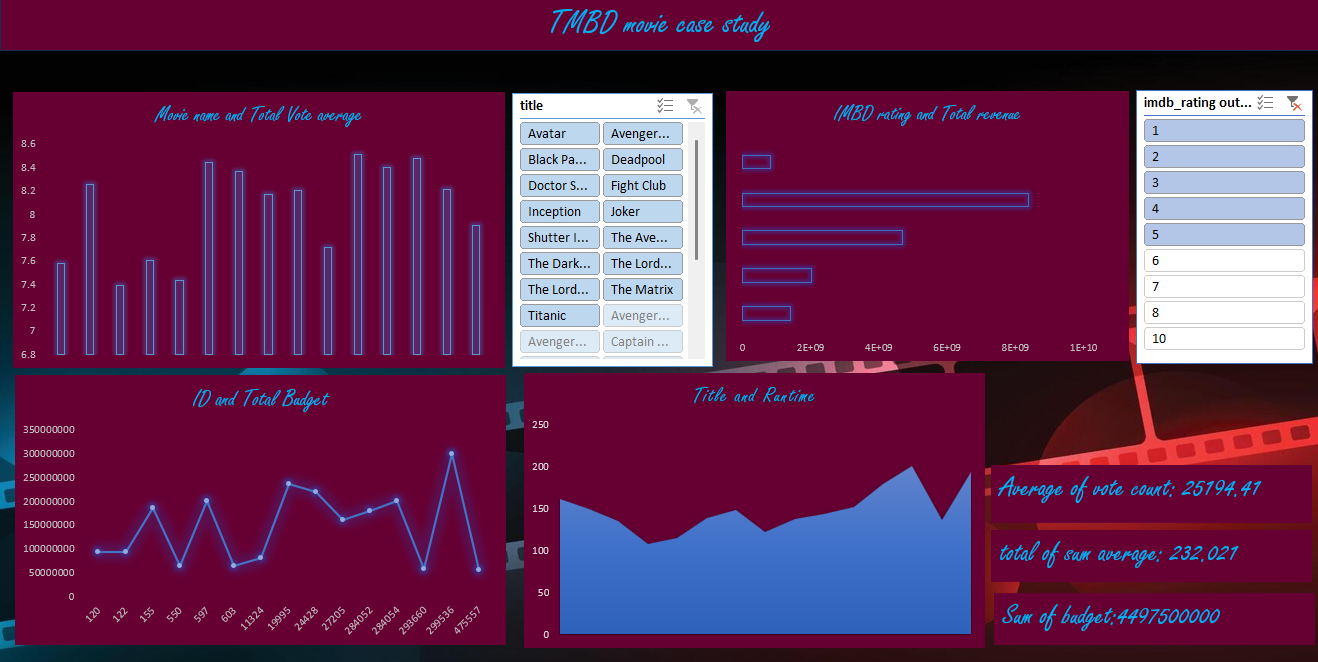 TMBD movie case study
Movie name and Total Vote average
8.6
8.4
8.2
8
7.8
7.6
7.4
7.2
7
6.8
title
Avatar Avenger...
Black Pa... Deadpool
Doctor S... Fight Club
Inception Joker
Shutter I... The Ave...
The Dark... The Lord...
The Lord... The Matrix
Titanic Avenger...
Avenger... Captain ...
IMBD rating and Total revenue
0 2E+09 4E+09 6E+09 8E+09 1E+10
imdb_rating out...
1
2
3
4
5
6
7
8
10
ID and Total Budget
350000000
300000000
250000000
200000000
150000000
100000000
50000000
0
120 122 155 550 597 603 11324 19995 24428 27205 284052 284054 293660 299536 475557
Title and Runtime
250
200
150
100
50
0
Average of vote count: 25194.41
total of sum average: 232.021
Sum of budget:4497500000